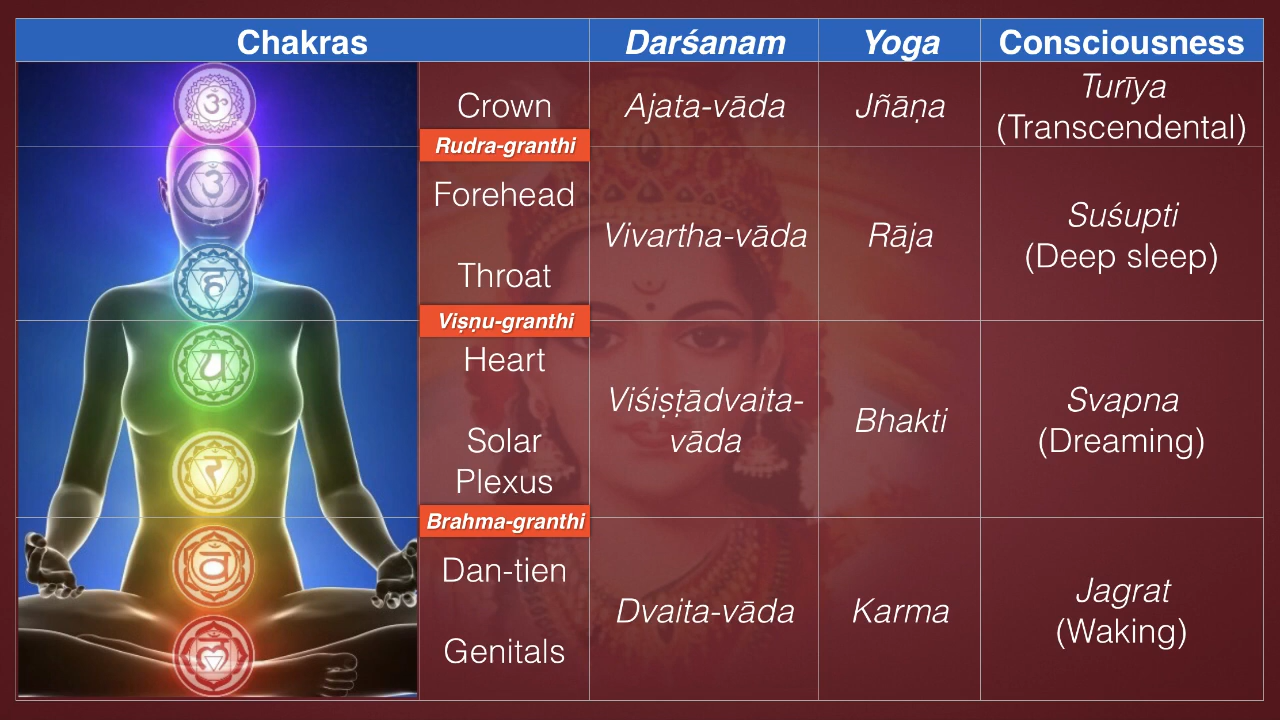 Chakras Darśanam Yoga Consciousness
Crown Ajata-vāda Jñāṇa Turīya
(Transcendental)
Rudra-granthi
Forehead
Throat
Vivartha-vāda Rāja Suśupti
(Deep sleep)
Viṣṇu-granthi
Heart
Solar
Plexus
Viśiṣṭādvaita-
vāda
Bhakti
Svapna
(Dreaming)
Brahma-granthi
Dan-tien
Genitals
Dvaita-vāda Karma Jagrat
(Waking)
ॐ
ॐ
हं
यं
रं
वं
लं